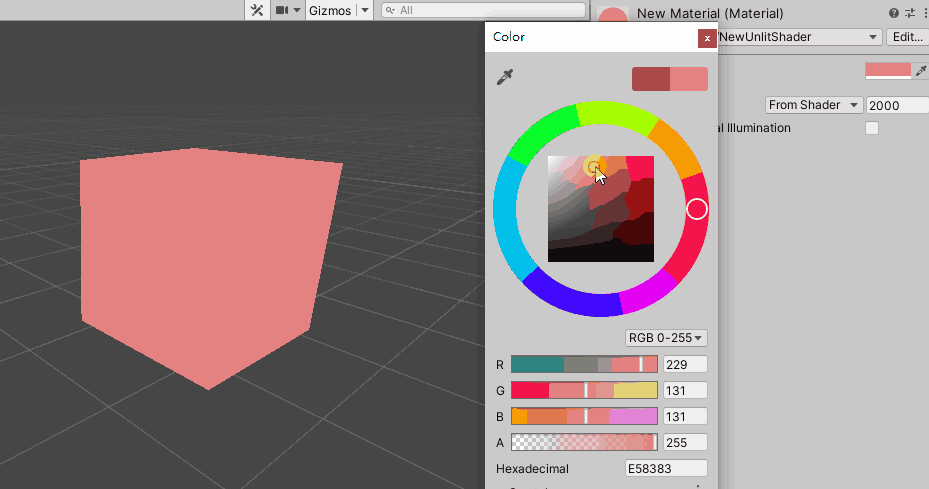 Gizmos
All
New Material (Material)
Color
x
NewUnlitShader
Edit...
From Shader
2000
al Illumination
RGB 0-255
R
229
G
131
B
131
A
255
Hexadecimal
E58383